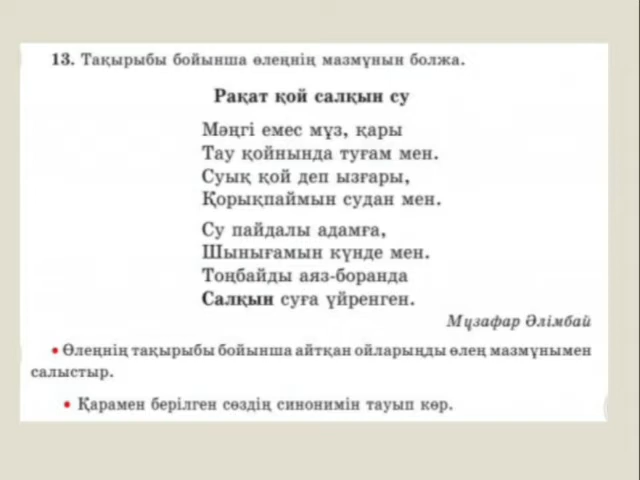 13. Тақырыбы бойынша өлеңнің мазмұнын болжа.
Рақат қой салқын су
Мәңгі емес мұз, қары
Тау қойнында туғам мен.
Суық қой деп ызғары,
Қорықпаймын судан мен.
Су пайдалы адамға,
Шынығамын күнде мен.
Тоңбайды аяз-боранда
Салқын суға үйренген.
Мұзафар Әлімбай
• Өлеңнің тақырыбы бойынша айтқан ойларыңды өлең мазмұнымен
салыстыр.
• Қарамен берілген сөздің синонимін тауып көр.